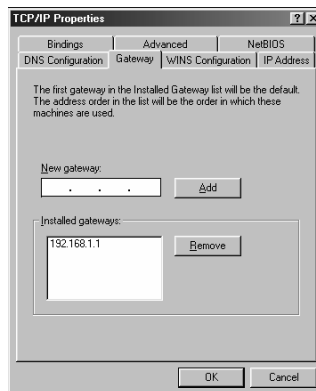 TCP/IP Properties
Bindings Advanced NetBIOS
DNS Configuration Gateway WINS Configuration IP Address
The first gateway in the Installed Gateway list will be the default.
The address order in the list will be the order in which these
machines are used.
New gateway:
. . .
Add
Installed gateways:
192.168.1.1
Remove
OK Cancel